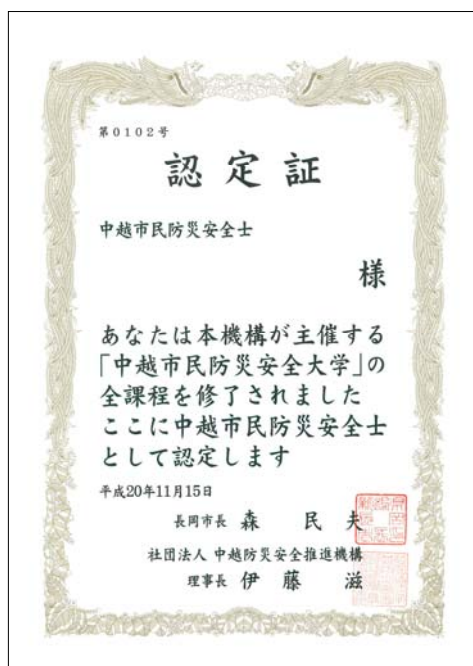 第０１０２号
認定証
中越市民防災安全士
様
あなたは本機構が主催する
「中越市民防災安全大学」の
全課程を修了されました
ここに中越市民防災安全士
として認定します
平成20年11月15日
長岡市長 森 民夫
社団法人 中越防災安全推進機構
理事長 伊藤 滋